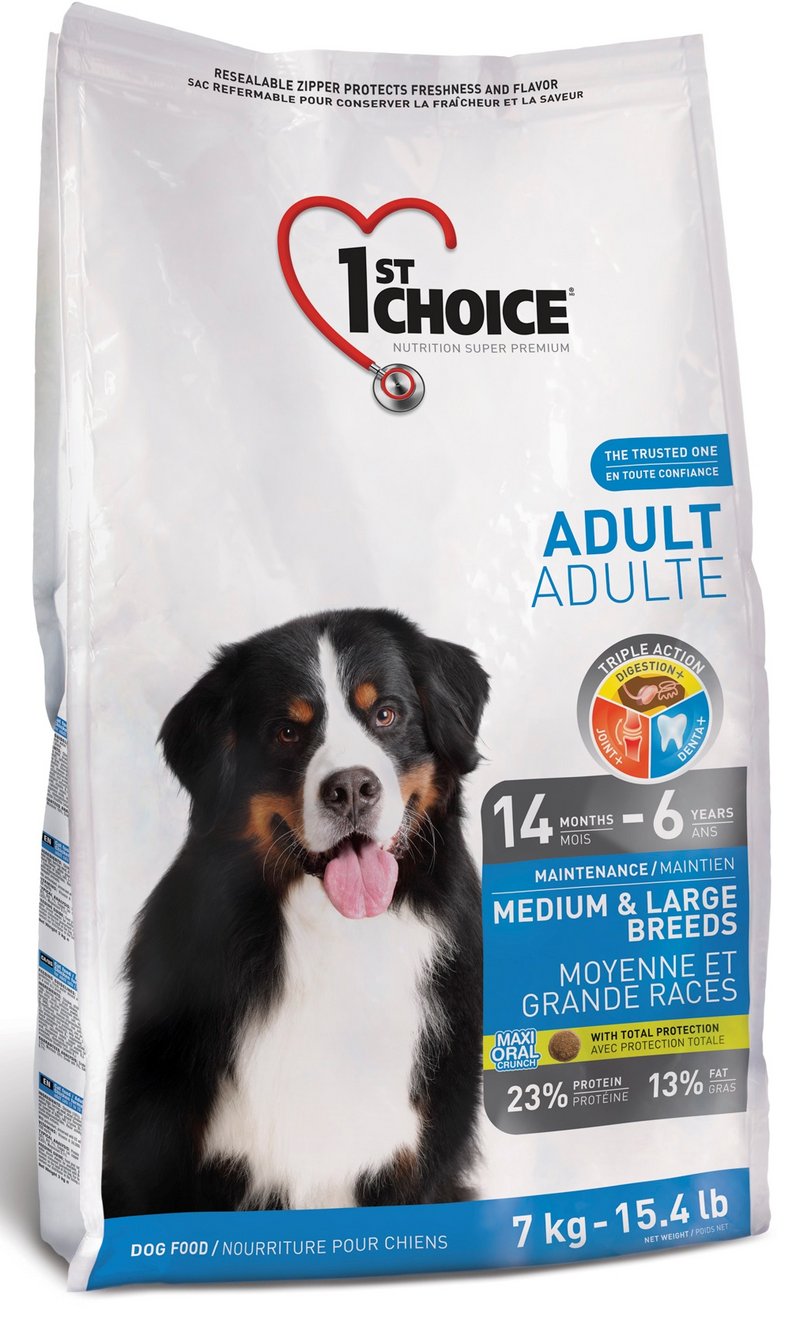 RESEALABLE ZIPPER PROTECTS FRESHNESS AND FLAVOR
SAC REFERMABLE POUR CONSERVER LA FRAÎCHEUR ET LA SAVEUR
1ST
CHOICE
NUTRITION SUPER PREMIUM
THE TRUSTED ONE
EN TOUTE CONFIANCE
ADULT
ADULTE
TRIPLE ACTION
DIGESTION+
JOINT+
DENTA+
14 MONTHS MOIS - 6 YEARS ANS
MAINTENANCE / MAINTIEN
MEDIUM & LARGE
BREEDS
MOYENNE ET
GRANDE RACES
MAXI
ORAL
CRUNCH
WITH TOTAL PROTECTION
AVEC PROTECTION TOTALE
23% PROTEIN PROTÉINE 13% FAT GRAS
DOG FOOD / NOURRITURE POUR CHIENS
7 kg - 15.4 lb
NET WEIGHT / POIDS NET